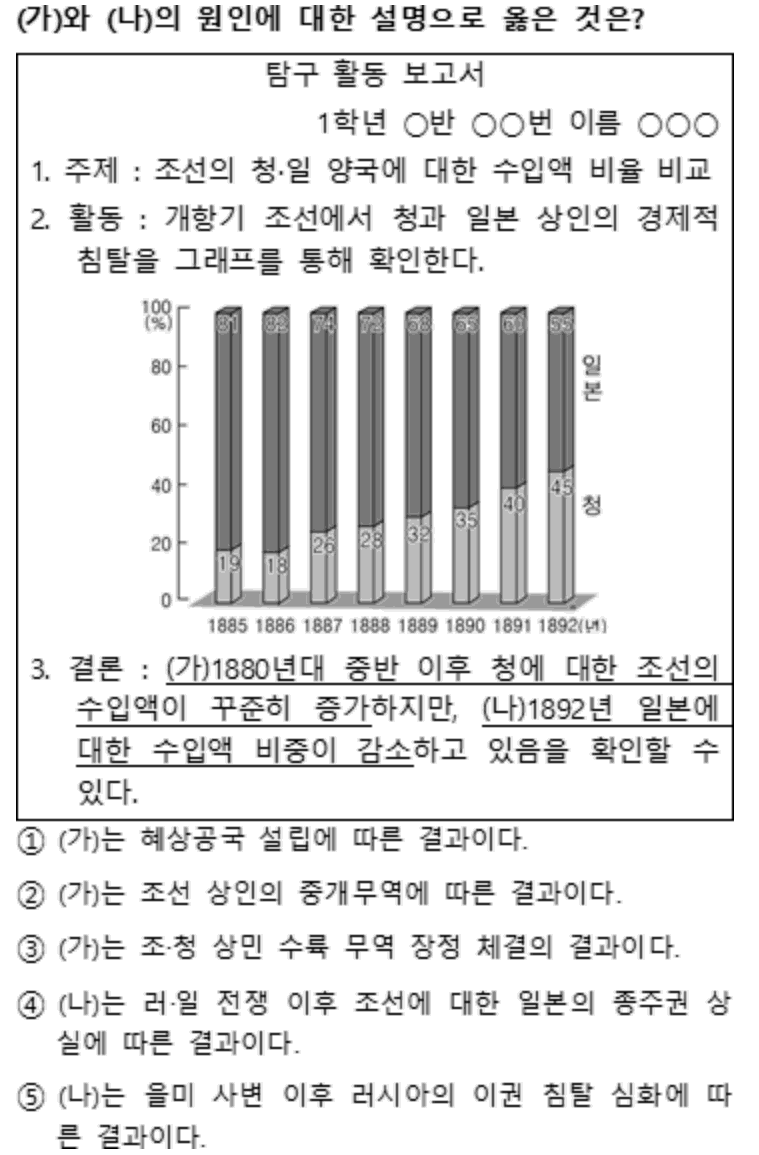 (가)와 (나)의 원인에 대한 설명으로 옳은 것은?
탐구 활동 보고서
1학년 ○반 ○○번 이름 ○○○
1. 주제 : 조선의 청·일 양국에 대한 수입액 비율 비교
2. 활동 : 개항기 조선에서 청과 일본 상인의 경제적
침탈을 그래프를 통해 확인한다.
100
(%)
81 82 74 72 68 65 60 55
80
일본
60
40
청
19 18 26 28 32 35 40 45
20
0
1885 1886 1887 1888 1889 1890 1891 1892(년)
3. 결론 : (가)1880년대 중반 이후 청에 대한 조선의
수입액이 꾸준히 증가하지만, (나)1892년 일본에
대한 수입액 비중이 감소하고 있음을 확인할 수
있다.
① (가)는 혜상공국 설립에 따른 결과이다.
② (가)는 조선 상인의 중개무역에 따른 결과이다.
③ (가)는 조·청 상민 수륙 무역 장정 체결의 결과이다.
④ (나)는 러·일 전쟁 이후 조선에 대한 일본의 종주권 상
실에 따른 결과이다.
⑤ (나)는 을미 사변 이후 러시아의 이권 침탈 심화에 따
른 결과이다.